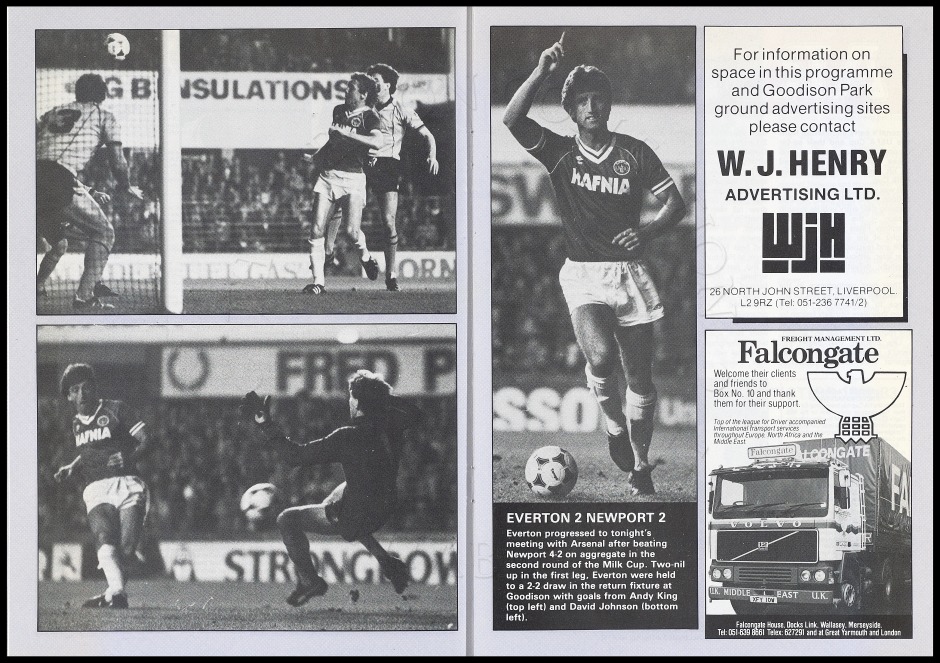 G B INSULATIONS
HAFNIA
FUEL GAS
ORN
FRED P
HAFNIA
STRONGBOW
SW
HAFNIA
SSO
EVERTON 2 NEWPORT 2
Everton progressed to tonight's
meeting with Arsenal after beating
Newport 4-2 on aggregate in the
second round of the Milk Cup. Two-nil
up in the first leg, Everton were held
to a 2-2 draw in the return fixture at
Goodison with goals from Andy King
(top left) and David Johnson (bottom
left).
For information on
space in this programme
and Goodison Park
ground advertising sites
please contact
W. J. HENRY
ADVERTISING LTD.
WJH
26 NORTH JOHN STREET, LIVERPOOL.
L2 9RZ (Tel: 051-236 7741/2)
FREIGHT MANAGEMENT LTD.
Falcongate
Welcome their clients
and friends to
Box No. 10 and thank
them for their support.
Top of the league for Driver accompanied
International transport services
throughout Europe, North Africa and the
Middle East.
Falcongate
FALCONGATE
FA
VOLVO
U.K. MIDDLE EAST U.K.
Falcongate House, Docks Link, Wallasey, Merseyside.
Tel: 051-639 8661 Telex: 627291 and at Great Yarmouth and London